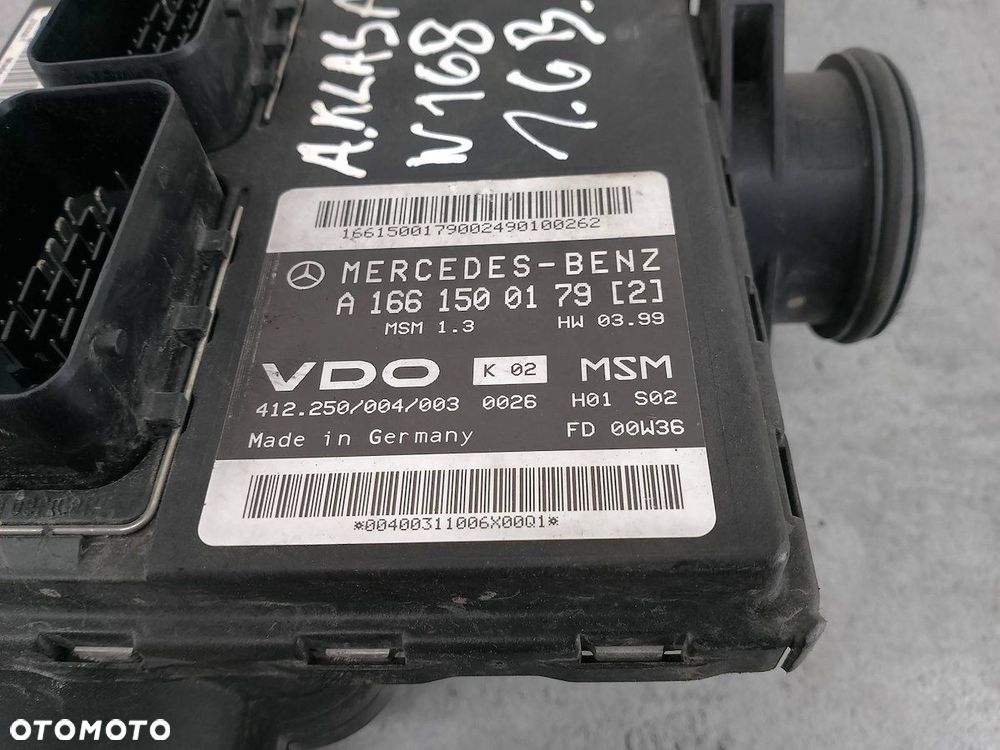 A.KLASA
W168
1.6B.
1661500179002490100262
MERCEDES-BENZ
A 166 150 01 79 [2]
MSM 1.3 HW 03.99
VDO K 02 MSM
412.250/004/003 0026 H01 S02
Made in Germany FD 00W36
*00400311006X00Q1*
OTOMOTO